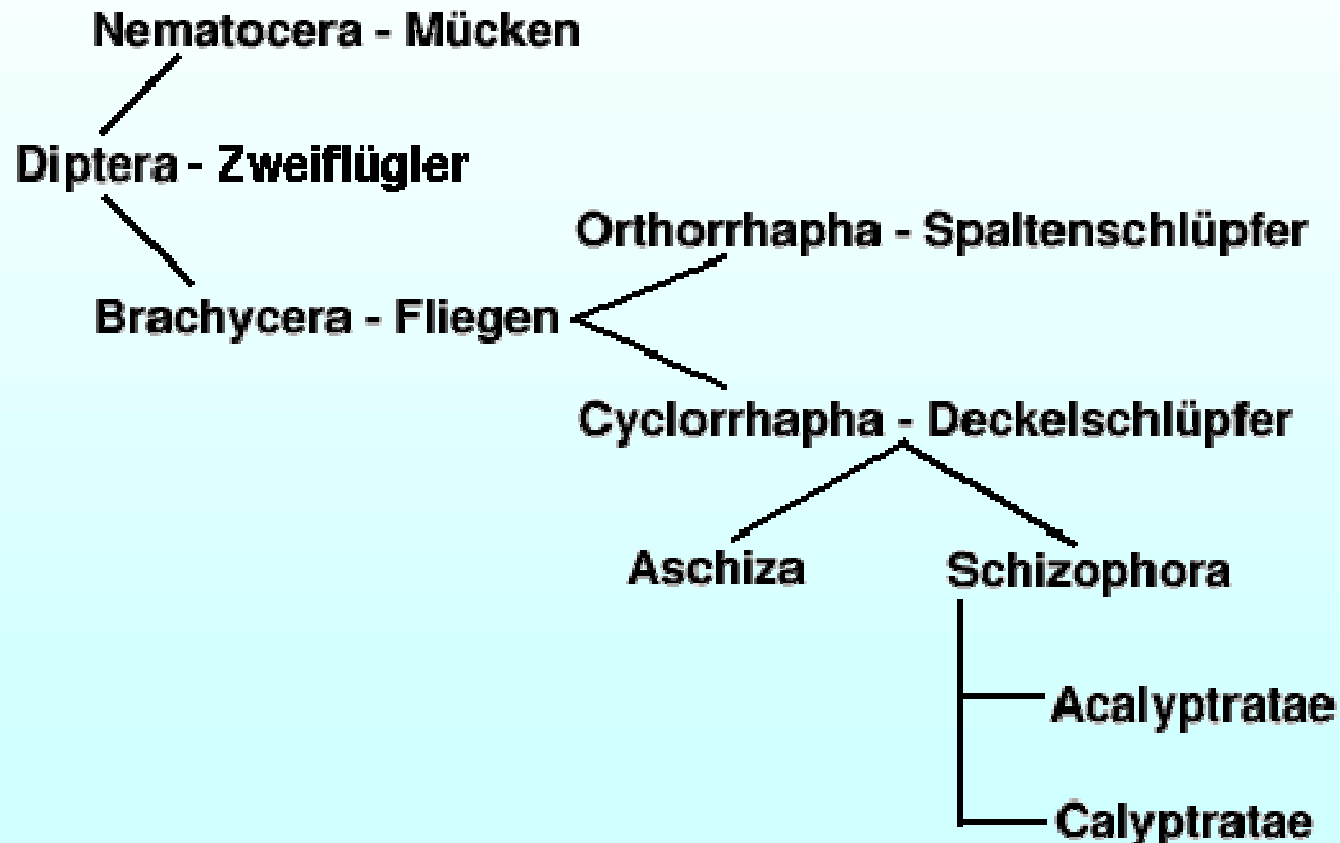 Nematocera - Mücken
Diptera - Zweiflügler
Orthorrhapha - Spaltenschlüpfer
Brachycera - Fliegen
Cyclorrhapha - Deckelschlüpfer
Aschiza
Schizophora
Acalyptratae
Calyptratae